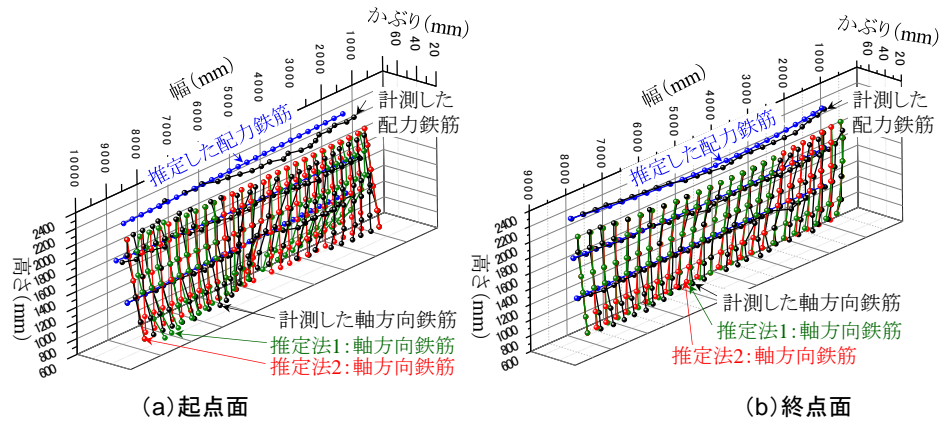 かぶり(mm)
20
40
60
幅(mm)
1000
2000
3000
4000
5000
6000
7000
8000
9000
10000
計測した
配力鉄筋
推定した配力鉄筋
高さ(mm)
2400
2200
2000
1800
1600
1400
1200
1000
800
600
計測した軸方向鉄筋
推定法1:軸方向鉄筋
推定法2:軸方向鉄筋
(a)起点面
かぶり(mm)
20
40
60
幅(mm)
1000
2000
3000
4000
5000
6000
7000
8000
9000
計測した
配力鉄筋
推定した配力鉄筋
高さ(mm)
2400
2200
2000
1800
1600
1400
1200
1000
800
600
計測した軸方向鉄筋
推定法1:軸方向鉄筋
推定法2:軸方向鉄筋
(b)終点面